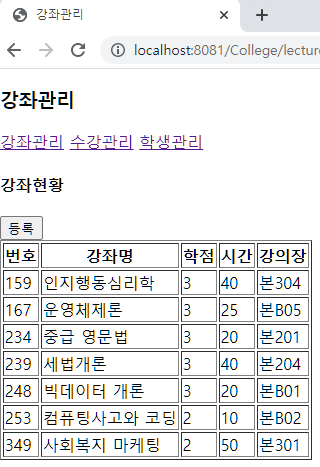 강좌관리
localhost:8081/College/lecture
강좌관리
강좌관리 수강관리 학생관리
강좌현황
등록
번호 강좌명 학점 시간 강의장
159 인지행동심리학 3 40 본304
167 운영체제론 3 25 본B05
234 중급 영문법 3 20 본201
239 세법개론 3 40 본204
248 빅데이터 개론 3 20 본B01
253 컴퓨팅사고와 코딩 2 10 본B02
349 사회복지 마케팅 2 50 본301